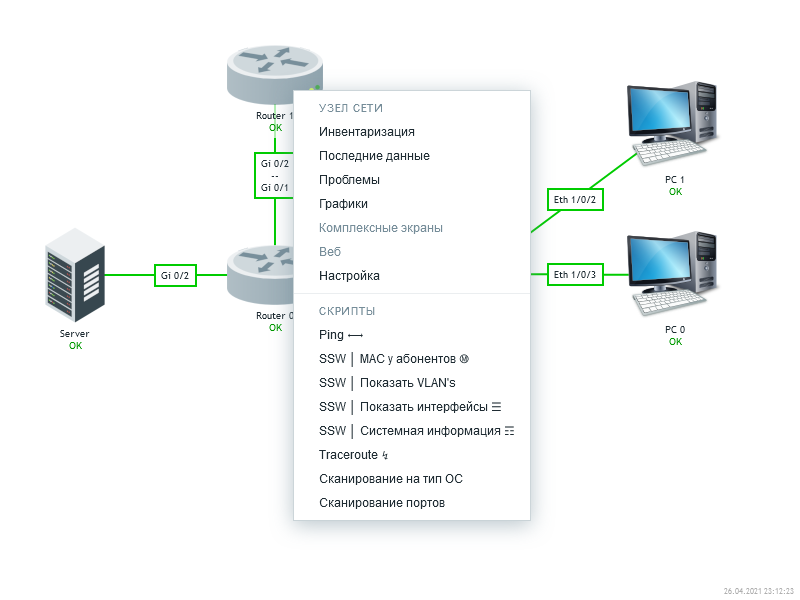 Router 1
OK
Gi 0/2
--
Gi 0/1
Server
OK
Gi 0/2
Router 0
OK
УЗЕЛ СЕТИ
Инвентаризация
Последние данные
Проблемы
Графики
Комплексные экраны
Веб
Настройка
СКРИПТЫ
Ping ⟷
SSW │ MAC у абонентов Ⓜ
SSW │ Показать VLAN's
SSW │ Показать интерфейсы ☰
SSW │ Системная информация ☶
Traceroute ↯
Сканирование на тип ОС
Сканирование портов
Eth 1/0/2
PC 1
OK
Eth 1/0/3
PC 0
OK
26.04.2021 23:12:23